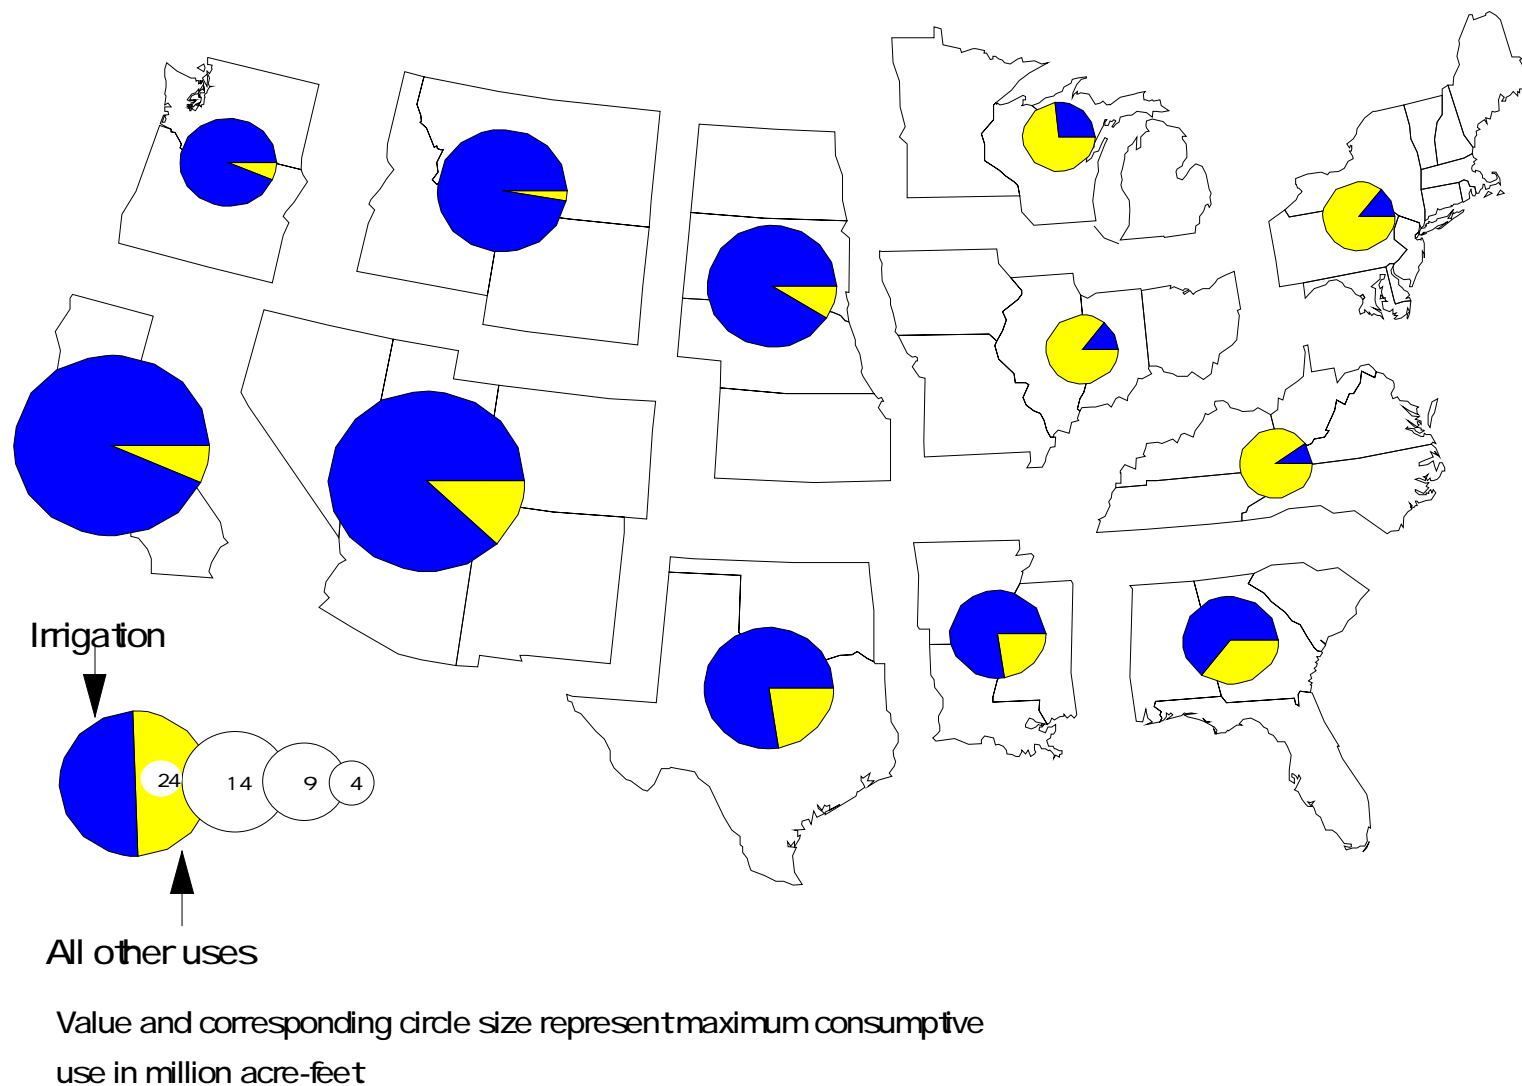 Irrigation
24
14
9
4
All other uses
Value and corresponding circle size represent maximum consumptive
use in million acre-feet